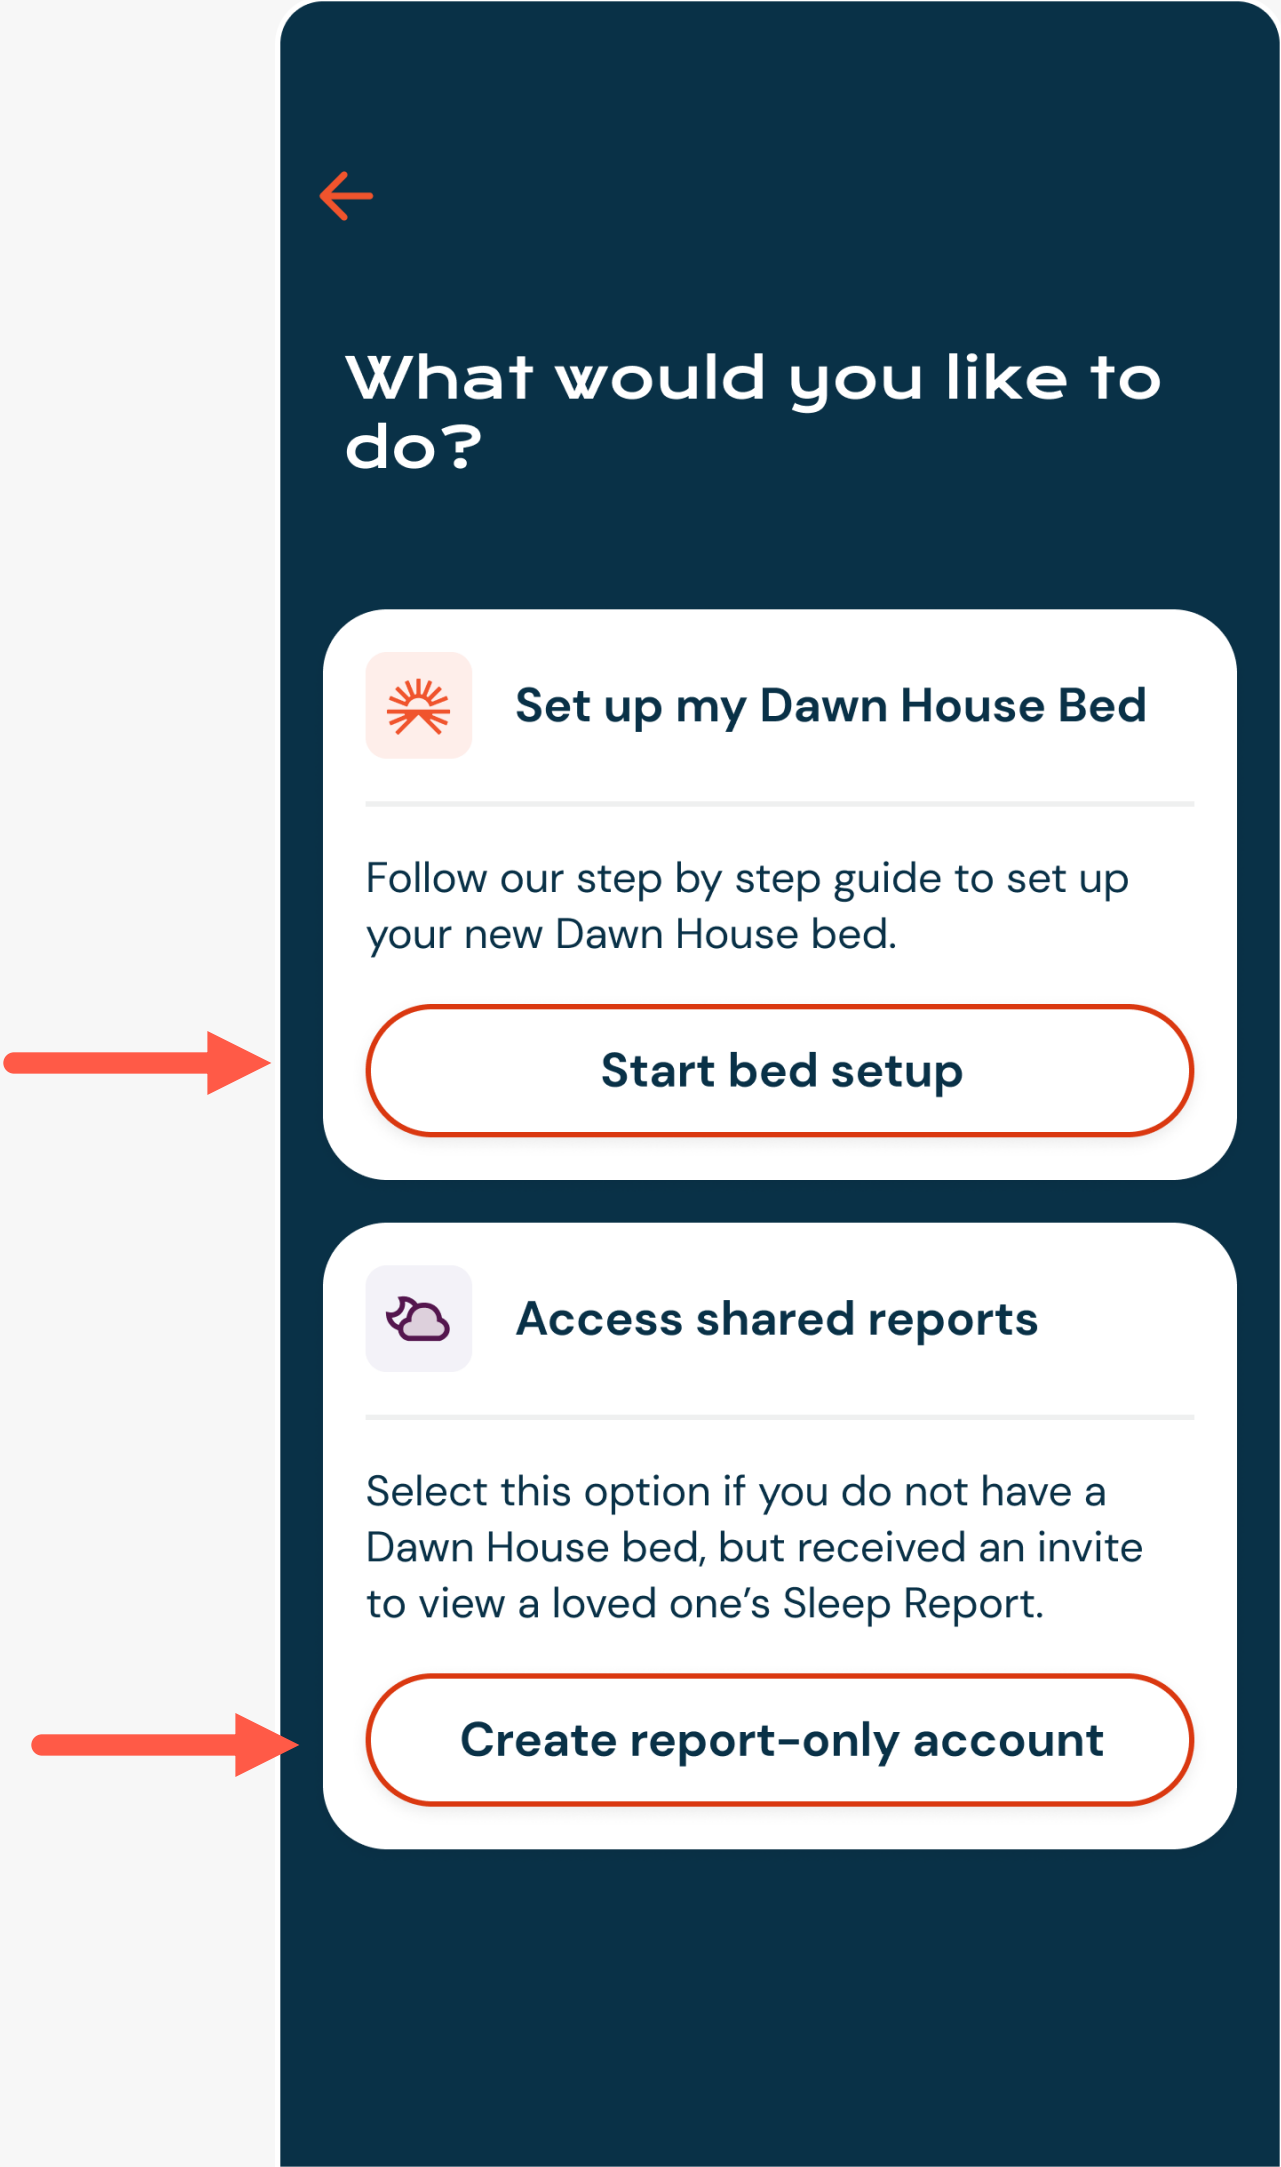 What would you like to
do?
Set up my Dawn House Bed
Follow our step by step guide to set up
your new Dawn House bed.
Start bed setup
Access shared reports
Select this option if you do not have a
Dawn House bed, but received an invite
to view a loved one’s Sleep Report.
Create report-only account